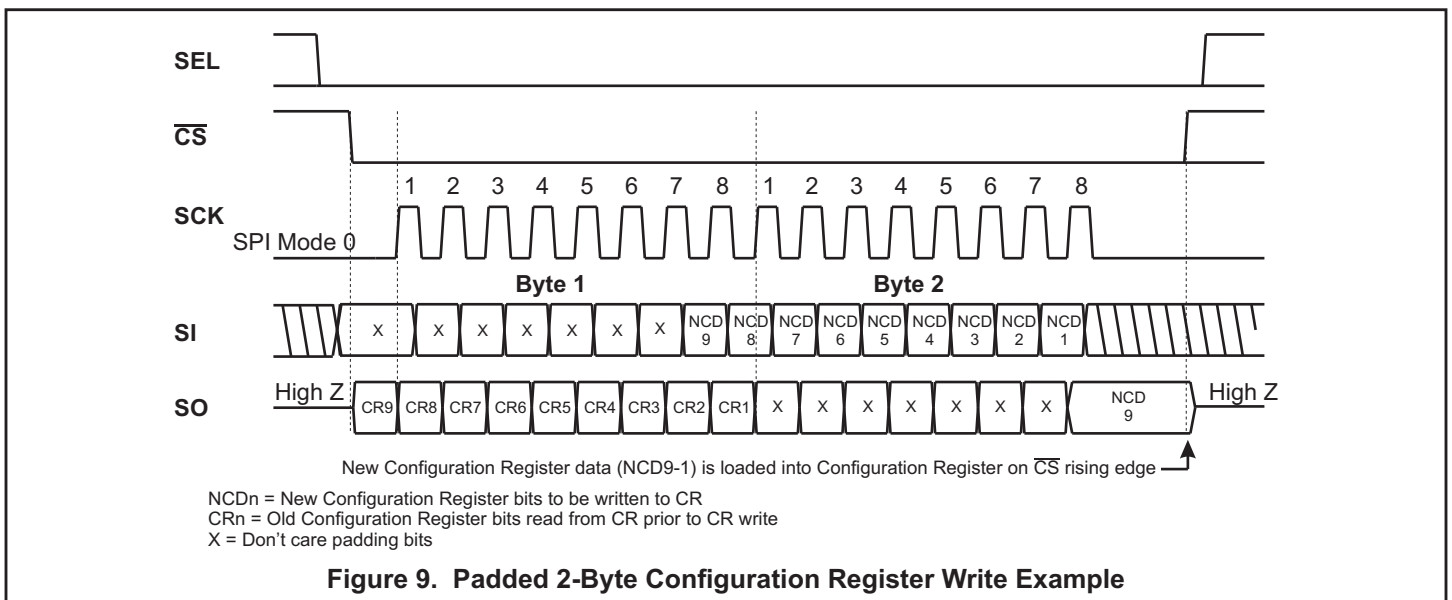 SEL
CS
1 2 3 4 5 6 7 8 1 2 3 4 5 6 7 8
SCK
SPI Mode 0
Byte 1 Byte 2
SI X X X X X X X NCD 9 NCD 8 NCD 7 NCD 6 NCD 5 NCD 4 NCD 3 NCD 2 NCD 1
SO High Z CR9 CR8 CR7 CR6 CR5 CR4 CR3 CR2 CR1 X X X X X X X NCD 9 High Z
New Configuration Register data (NCD9-1) is loaded into Configuration Register on CS rising edge
NCDn = New Configuration Register bits to be written to CR
CRn = Old Configuration Register bits read from CR prior to CR write
X = Don't care padding bits
Figure 9. Padded 2-Byte Configuration Register Write Example